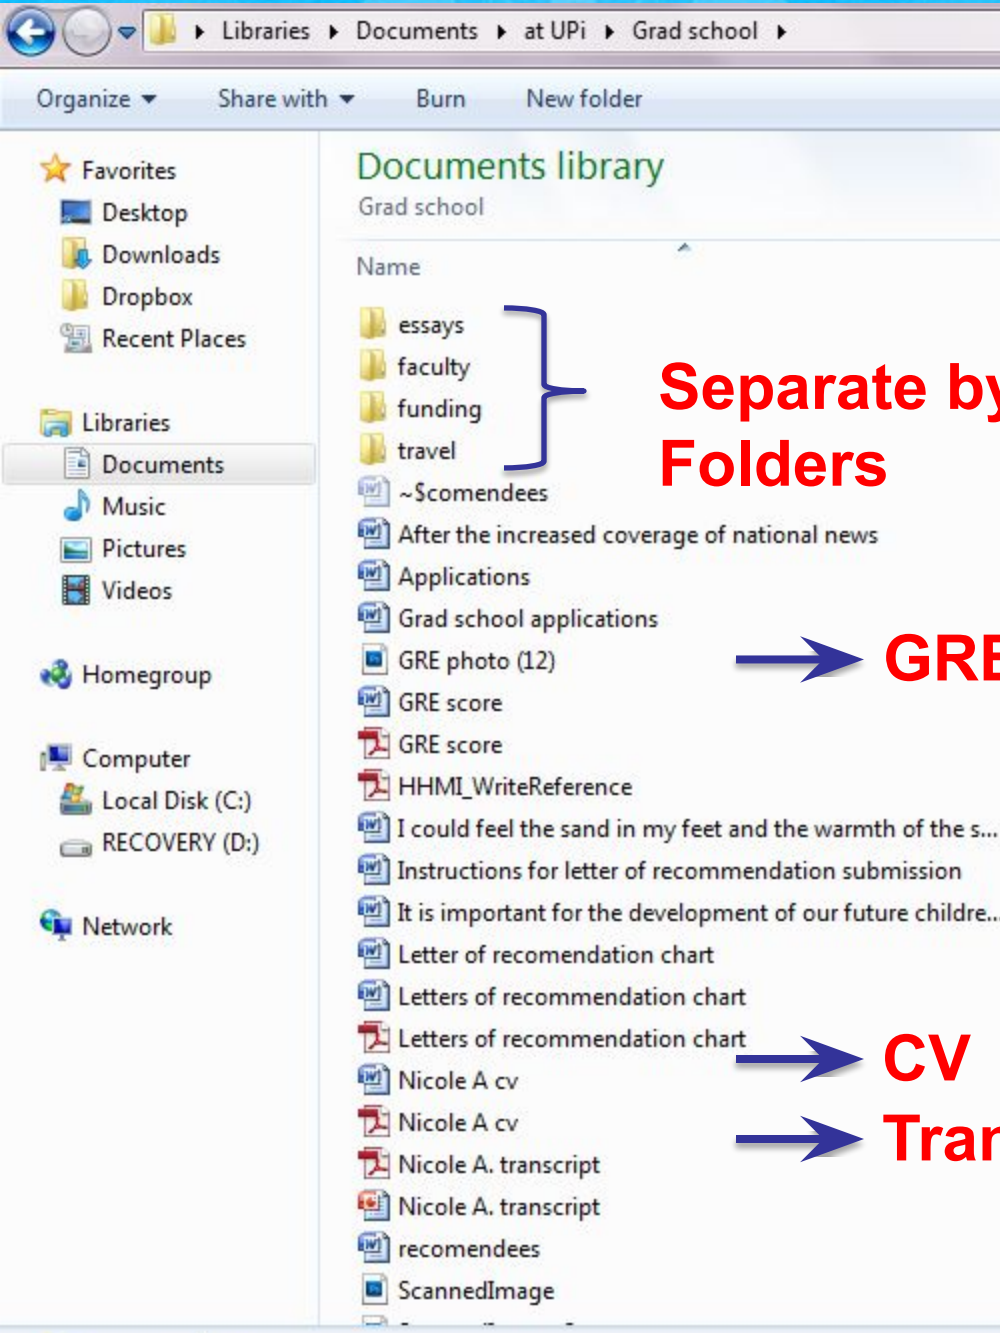 Libraries Documents at UPi Grad school
Organize Share with Burn New folder
Favorites
Desktop
Downloads
Dropbox
Recent Places
Libraries
Documents
Music
Pictures
Videos
Homegroup
Computer
Local Disk (C:)
RECOVERY (D:)
Network
Documents library
Grad school
Name
essays
faculty
funding
travel
~$comendees
After the increased coverage of national news
Applications
Grad school applications
GRE photo (12)
GRE score
GRE score
HHMI_WriteReference
I could feel the sand in my feet and the warmth of the s...
Instructions for letter of recommendation submission
It is important for the development of our future childre...
Letter of recomendation chart
Letters of recommendation chart
Letters of recommendation chart
Nicole A cv
Nicole A cv
Nicole A. transcript
Nicole A. transcript
recomendees
ScannedImage
Separate by
Folders
GRE
CV
Tran